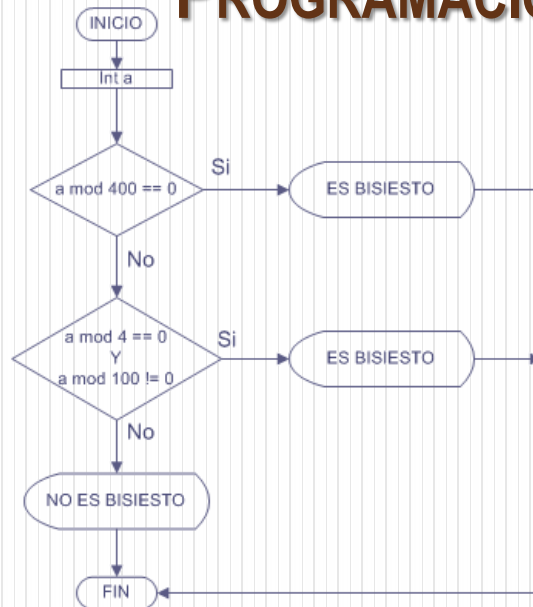 PROGRAMACIÓ
INICIO
Int a
a mod 400 == 0
Si
ES BISIESTO
No
a mod 4 == 0
Y
a mod 100 != 0
Si
ES BISIESTO
No
NO ES BISIESTO
FIN